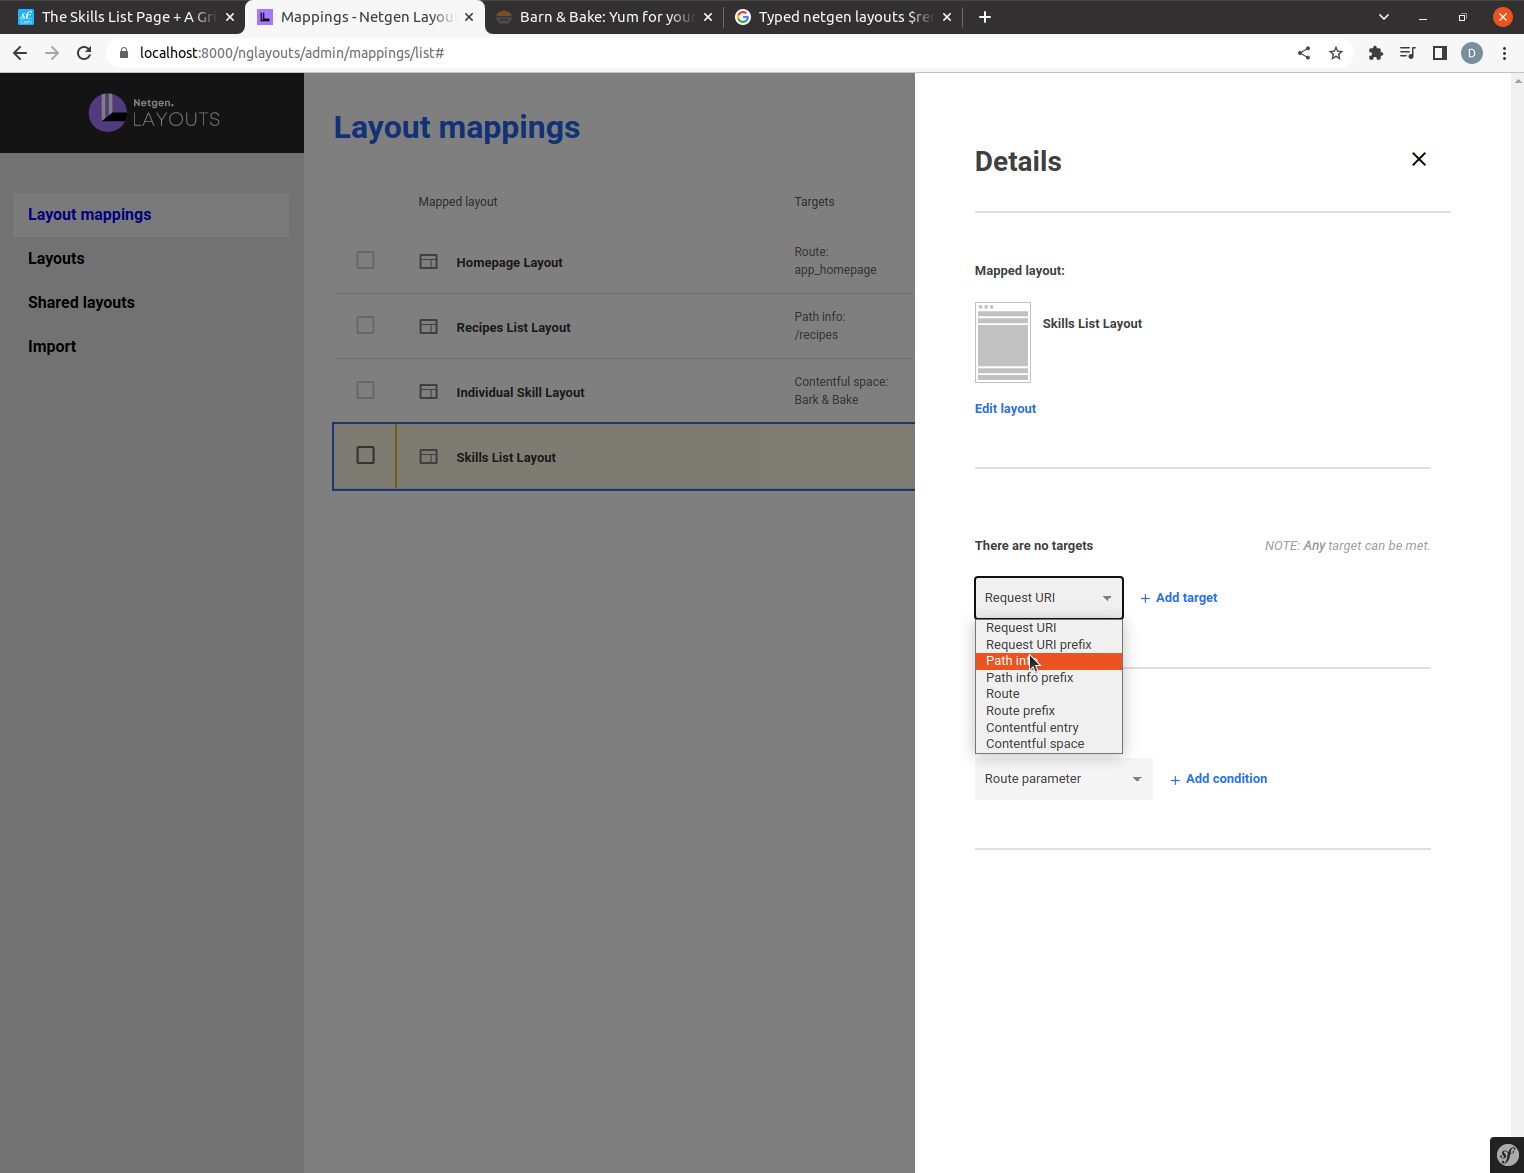 The Skills List Page + A Gri
Mappings - Netgen Layou
Barn & Bake: Yum for your
Typed netgen layouts $re
localhost:8000/nglayouts/admin/mappings/list#
D
Netgen.
LAYOUTS
Layout mappings
Layouts
Shared layouts
Import
Layout mappings
Mapped layout
Targets
Homepage Layout
Route:
app_homepage
Recipes List Layout
Path info:
/recipes
Individual Skill Layout
Contentful space:
Bark & Bake
Skills List Layout
Details
Mapped layout:
Skills List Layout
Edit layout
There are no targets
NOTE: Any target can be met.
Request URI
+ Add target
Request URI
Request URI prefix
Path inf
Path info prefix
Route
Route prefix
Contentful entry
Contentful space
Route parameter
+ Add condition
sf